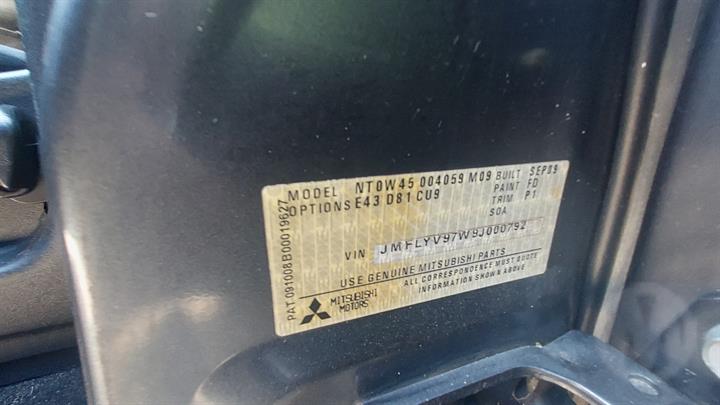 MODEL NT0W45 004059 M09 BUILT SEP09
OPTIONS E43 D81 CU9 PAINT FD
TRIM P1
SOA
VIN JMFLYV97W9J000792
USE GENUINE MITSUBISHI PARTS
ALL CORRESPONDENCE MUST QUOTE
INFORMATION SHOWN ABOVE
MITSUBISHI
MOTORS
PAT 091008B00019627